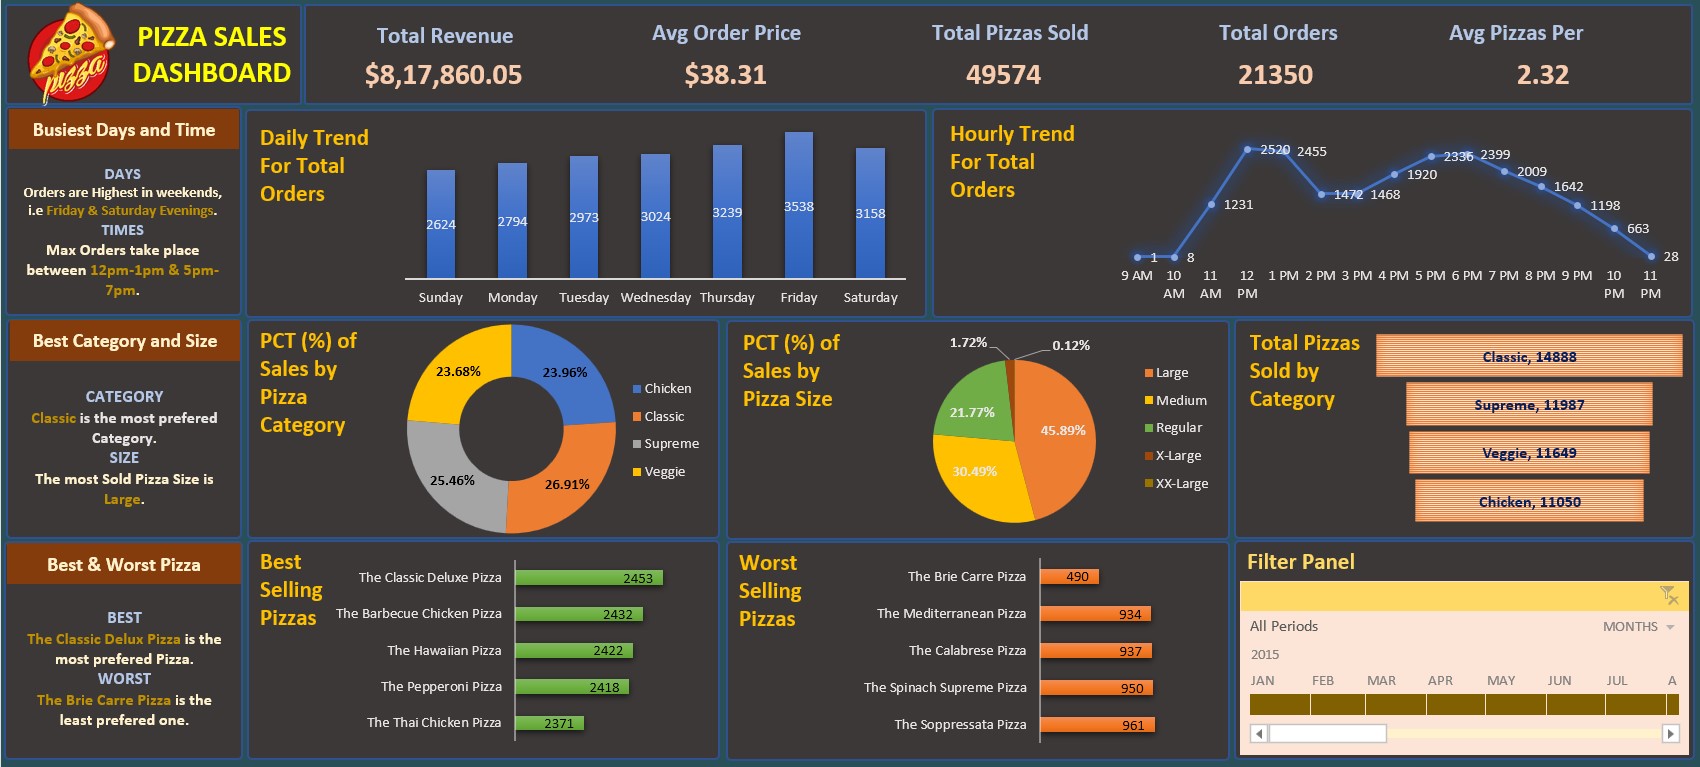 pizza
PIZZA SALES
DASHBOARD
Total Revenue
$8,17,860.05
Avg Order Price
$38.31
Total Pizzas Sold
49574
Total Orders
21350
Avg Pizzas Per
2.32
Busiest Days and Time
DAYS
Orders are Highest in weekends,
i.e Friday & Saturday Evenings.
TIMES
Max Orders take place
between 12pm-1pm & 5pm-
7pm.
Daily Trend
For Total
Orders
2624
2794
2973
3024
3239
3538
3158
Sunday
Monday
Tuesday
Wednesday
Thursday
Friday
Saturday
Hourly Trend
For Total
Orders
1
8
1231
2520
2455
1472
1468
1920
2336
2399
2009
1642
1198
663
28
9 AM
10
AM
11
AM
12
PM
1 PM
2 PM
3 PM
4 PM
5 PM
6 PM
7 PM
8 PM
9 PM
10
PM
11
PM
Best Category and Size
CATEGORY
Classic is the most prefered
Category.
SIZE
The most Sold Pizza Size is
Large.
PCT (%) of
Sales by
Pizza
Category
23.68%
23.96%
25.46%
26.91%
Chicken
Classic
Supreme
Veggie
PCT (%) of
Sales by
Pizza Size
1.72%
0.12%
21.77%
45.89%
30.49%
Large
Medium
Regular
X-Large
XX-Large
Total Pizzas
Sold by
Category
Classic, 14888
Supreme, 11987
Veggie, 11649
Chicken, 11050
Best & Worst Pizza
BEST
The Classic Delux Pizza is the
most prefered Pizza.
WORST
The Brie Carre Pizza is the
least prefered one.
Best
Selling
Pizzas
The Classic Deluxe Pizza 2453
The Barbecue Chicken Pizza 2432
The Hawaiian Pizza 2422
The Pepperoni Pizza 2418
The Thai Chicken Pizza 2371
Worst
Selling
Pizzas
The Brie Carre Pizza 490
The Mediterranean Pizza 934
The Calabrese Pizza 937
The Spinach Supreme Pizza 950
The Soppressata Pizza 961
Filter Panel
All Periods
MONTHS
2015
JAN FEB MAR APR MAY JUN JUL A